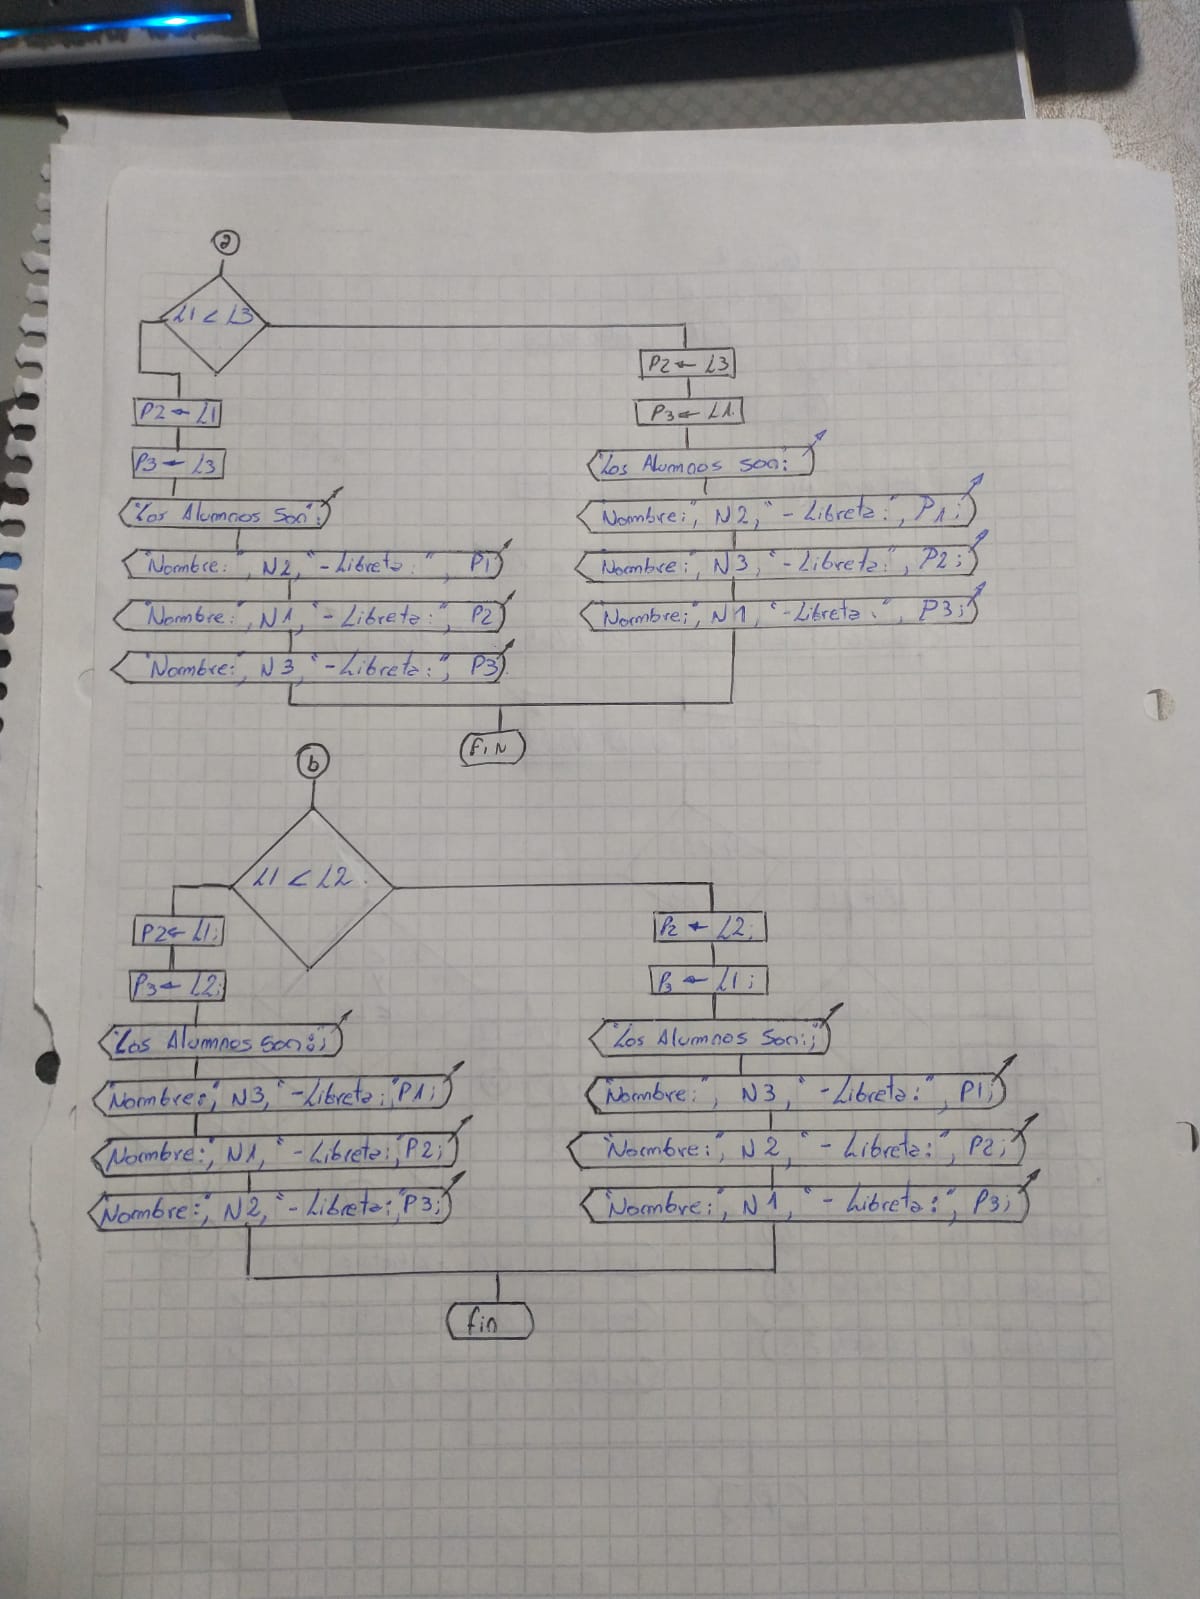 a
L1 < L3
P2 ← L1
P3 ← L3
"Los Alumnos Son":
"Nombre:", N2, "-Libreta:", P1
"Nombre:", N1, "-Libreta:", P2
"Nombre:", N3, "-Libreta:", P3
P2 ← L3
P3 ← L1
"Los Alumnos son:
"Nombre:", N2, "-Libreta:", P1;
"Nombre:", N3, "-Libreta:", P2;
"Nombre;", N1, "-Libreta:", P3;
FIN
b
L1 < L2
P2 ← L1;
P3 ← L2;
"Los Alumnos son:;
"Nombre:", N3, "-Libreta:, "P1;
"Nombre:", N1, "-Libreta:, "P2;
"Nombre:", N2, "-Libreta:, "P3;
P2 ← L2;
P3 ← L1;
"Los Alumnos Son:;
"Nombre:", N3, "-Libreta:", P1;
"Nombre:", N2, "-Libreta:", P2;
"Nombre:", N1, "-Libreta:", P3;
fin